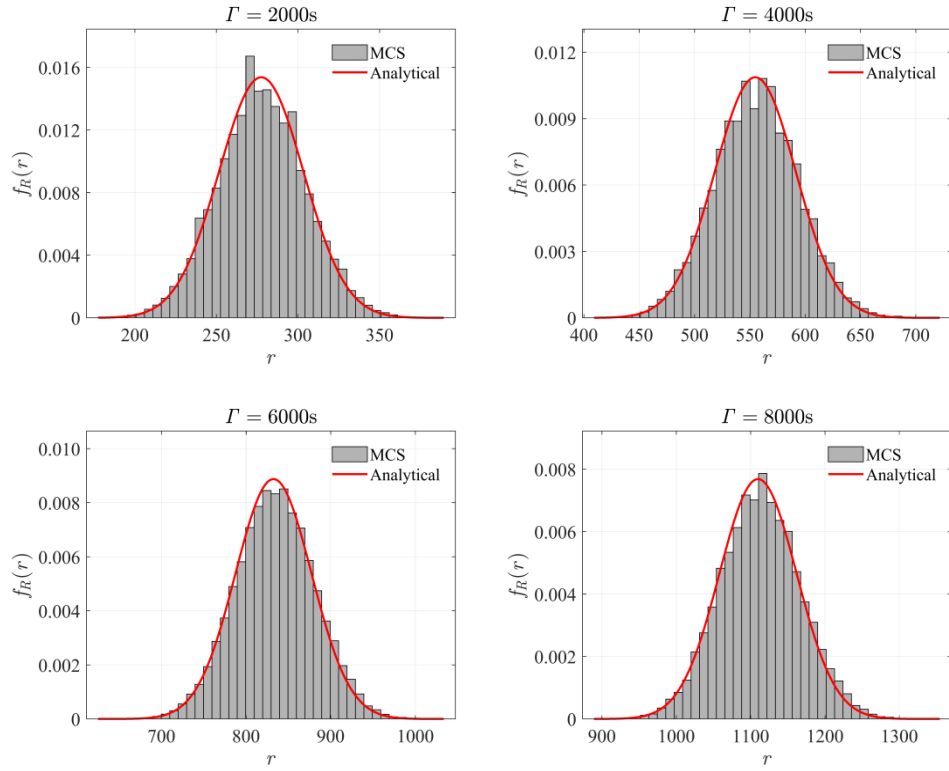 Γ = 2000s
MCS
Analytical
0.016
0.012
0.008
0.004
0
f_R(r)
200 250 300 350
r
Γ = 4000s
MCS
Analytical
0.012
0.009
0.006
0.003
0
f_R(r)
400 450 500 550 600 650 700
r
Γ = 6000s
MCS
Analytical
0.010
0.008
0.006
0.004
0.002
0
f_R(r)
700 800 900 1000
r
Γ = 8000s
MCS
Analytical
0.008
0.006
0.004
0.002
0
f_R(r)
900 1000 1100 1200 1300
r